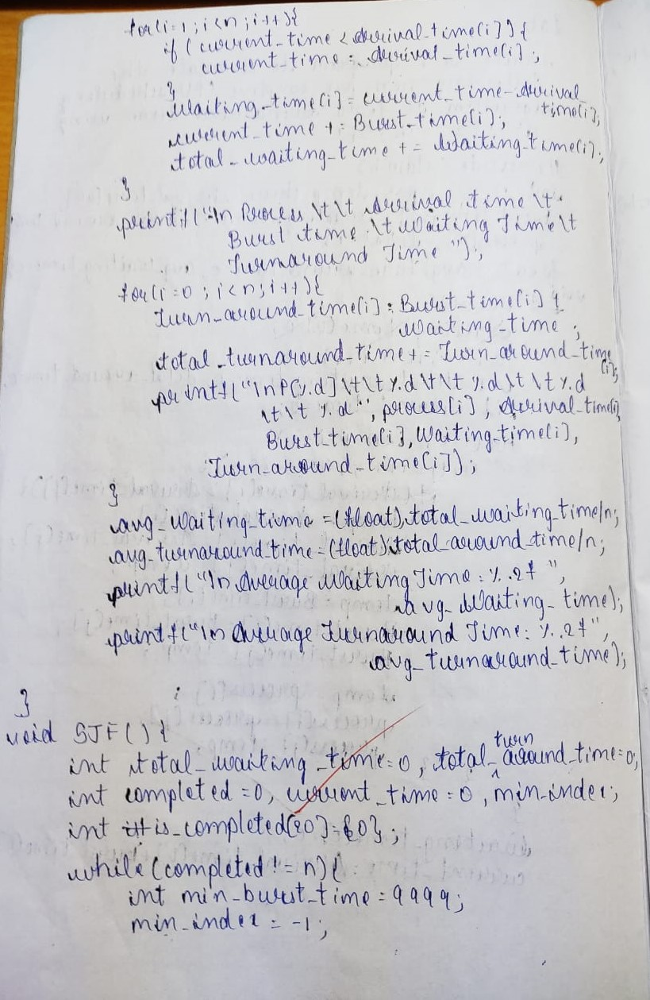 for(i=1; i<n; i++){
if (current_time < Arrival_time[i]) {
current_time = Arrival_time[i];
}
Waiting_time[i] = current_time - Arrival_
time[i];
current_time += Burst_time[i];
total_waiting_time += Waiting_time[i];
}
printf("\n Process \t\t Arrival time \t
Burst time \t Waiting Time \t
Turnaround Time ");
for(i=0; i<n; i++){
Turn_around_time[i] = Burst_time[i] +
Waiting_time ;
total_turnaround_time += Turn_around_time
[i];
printf("\nP[%d] \t\t %d \t\t %d \t \t %d
\t\t %d", process[i], Arrival_time[i],
Burst_time[i], Waiting_time[i],
Turn_around_time[i]);
}
avg_waiting_time = (float) total_waiting_time/n;
avg_turnaround_time = (float) total_around_time/n;
printf("\n Average Waiting Time : %.2f ",
avg_Waiting_time);
printf("\n Average Turnaround Time: %.2f",
avg_turnaround_time);
}
void SJF() {
int total_waiting_time=0, total_turn around_time=0;
int completed =0, current_time =0, min_index;
int is_completed[20]={0};
while(completed != n){
int min_burst_time = 9999;
min_index = -1;